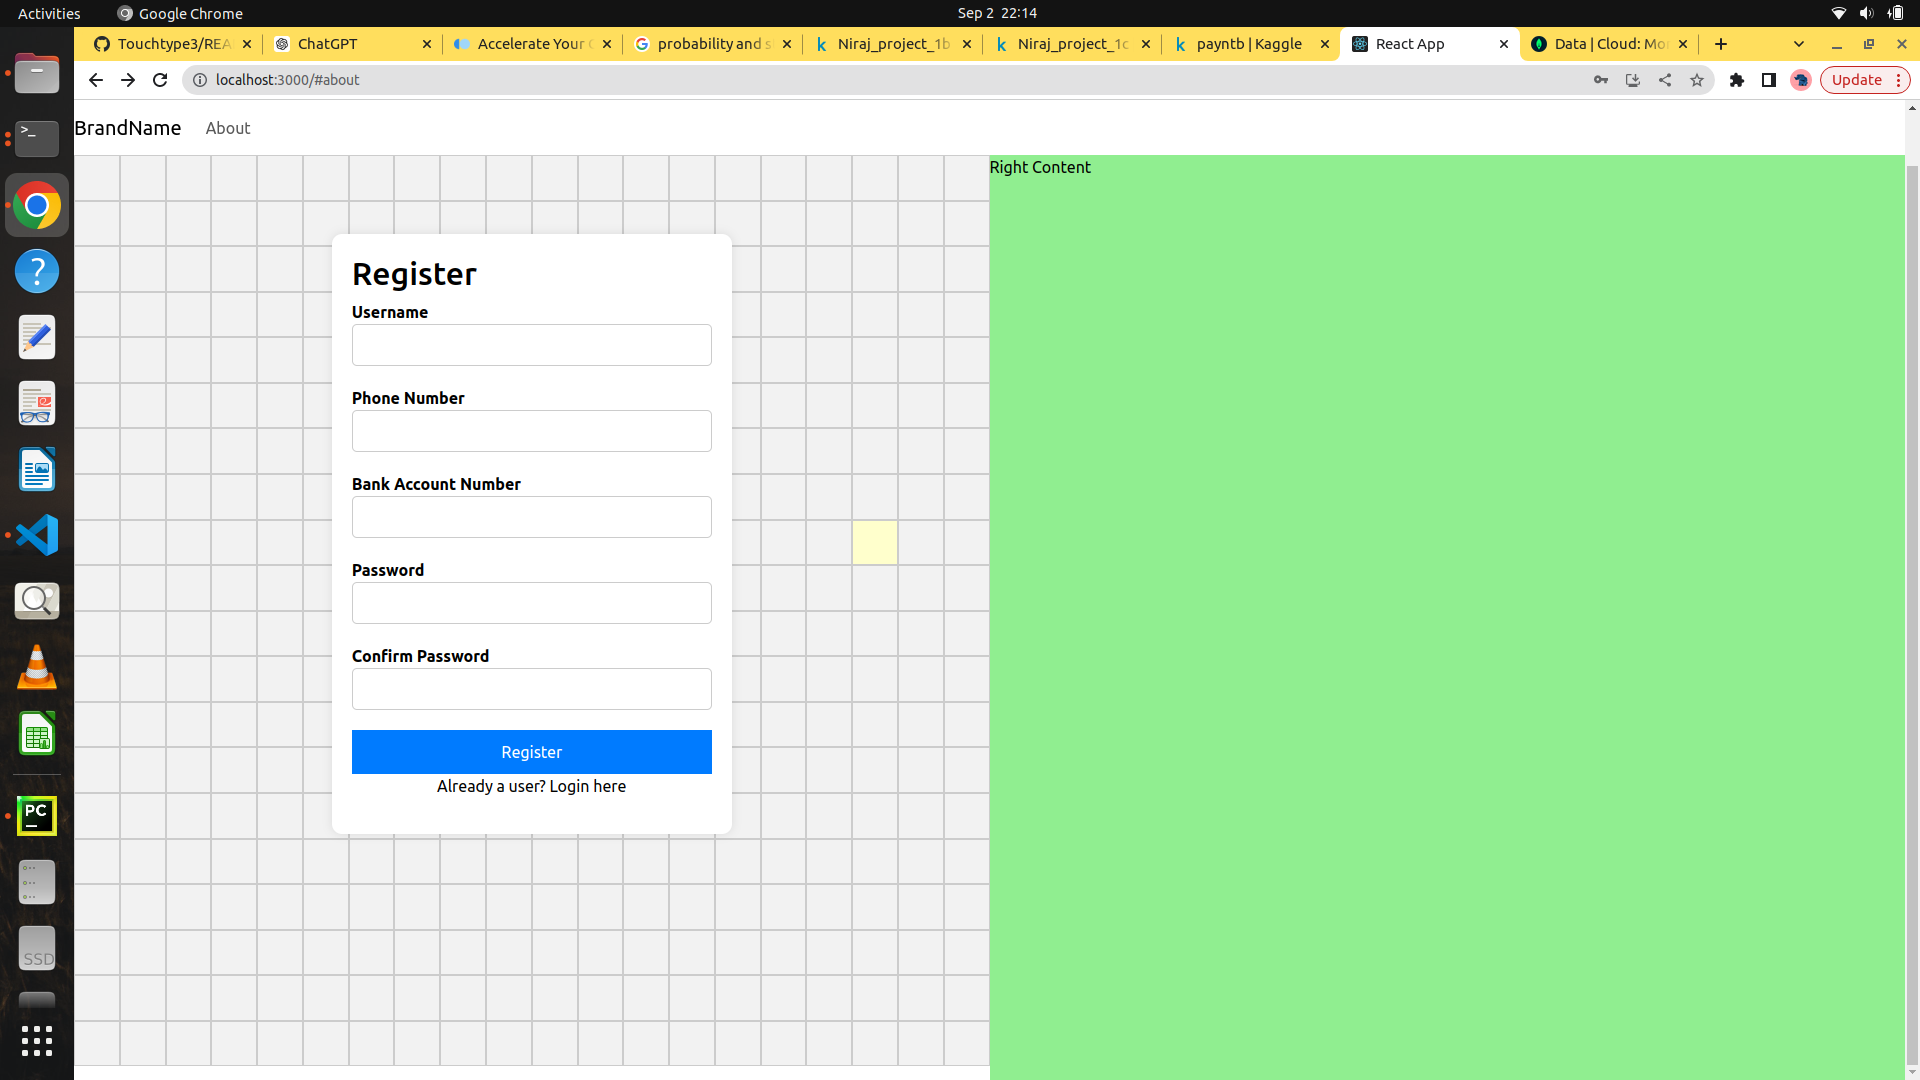 Activities
Google Chrome
Sep 2 22:14
Touchtype3/REA
ChatGPT
Accelerate Your
probability and s
Niraj_project_1b
Niraj_project_1c
payntb | Kaggle
React App
Data | Cloud: Mo
localhost:3000/#about
Update
BrandName
About
Right Content
Register
Username
Phone Number
Bank Account Number
Password
Confirm Password
Register
Already a user? Login here
PC
SSD